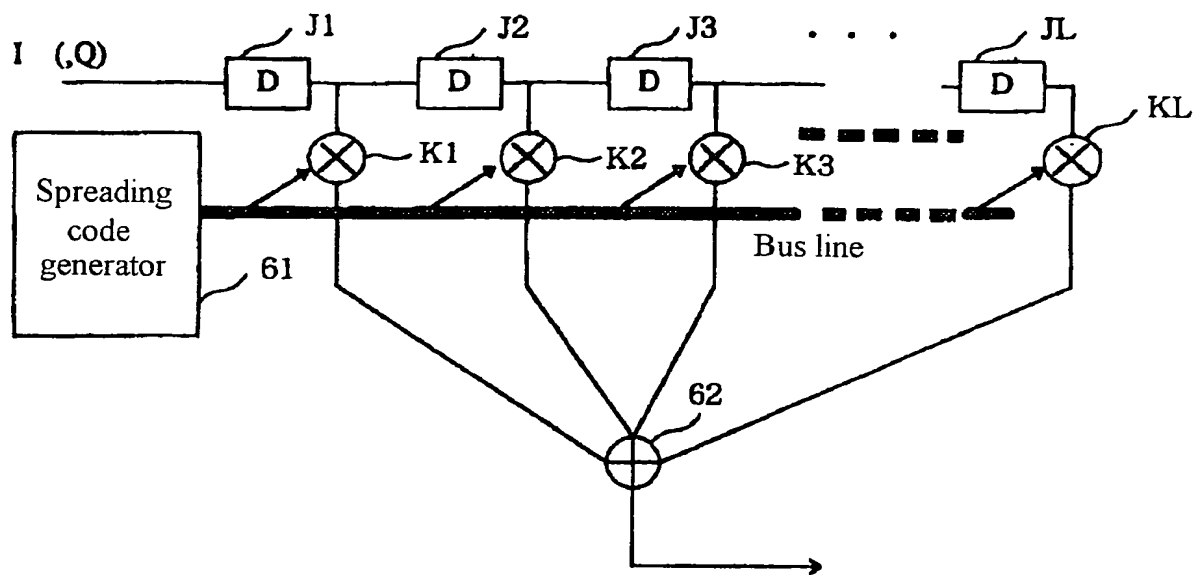 J1
J2
J3
. . .
JL
I (,Q)
D
D
D
D
K1
K2
K3
KL
Spreading
code
generator
61
Bus line
62